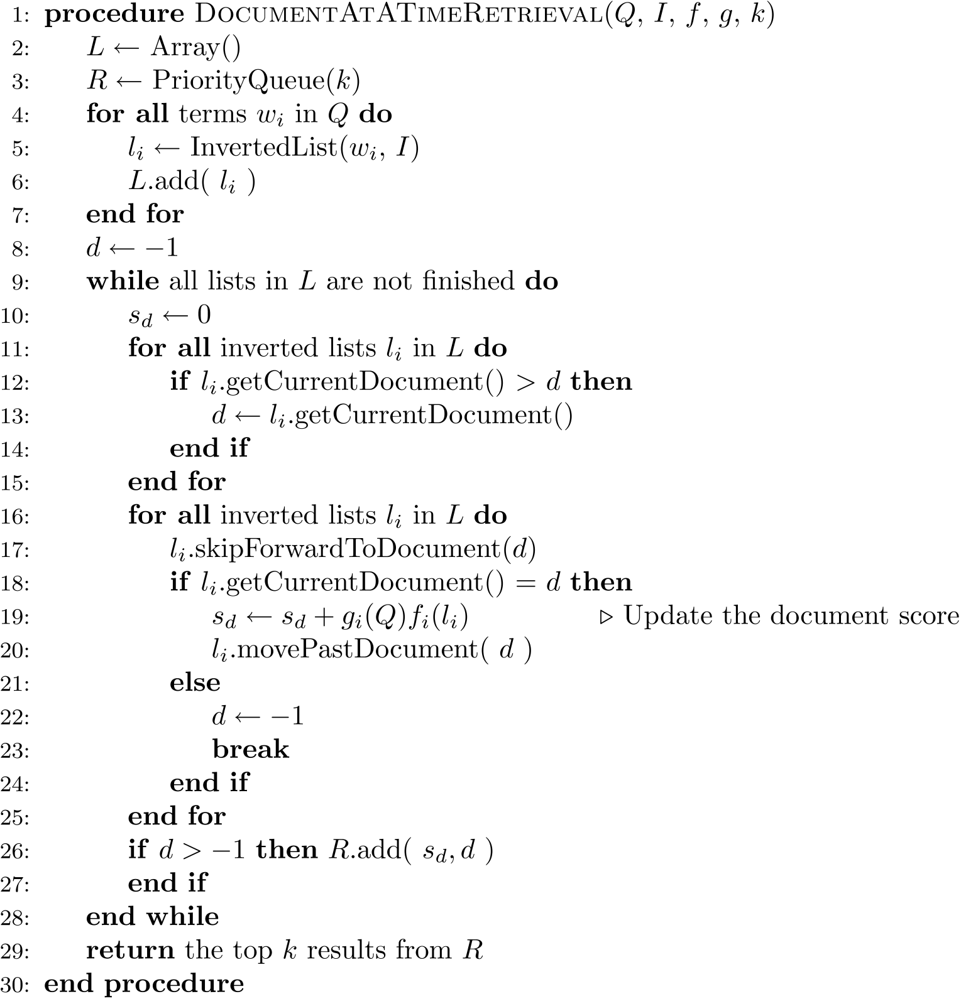 1: procedure DOCUMENTATATIMERETRIEVAL(Q, I, f, g, k)
2: L ← Array()
3: R ← PriorityQueue(k)
4: for all terms w_i in Q do
5: l_i ← InvertedList(w_i, I)
6: L.add( l_i )
7: end for
8: d ← −1
9: while all lists in L are not finished do
10: s_d ← 0
11: for all inverted lists l_i in L do
12: if l_i.getCurrentDocument() > d then
13: d ← l_i.getCurrentDocument()
14: end if
15: end for
16: for all inverted lists l_i in L do
17: l_i.skipForwardToDocument(d)
18: if l_i.getCurrentDocument() = d then
19: s_d ← s_d + g_i(Q)f_i(l_i) ▷ Update the document score
20: l_i.movePastDocument( d )
21: else
22: d ← −1
23: break
24: end if
25: end for
26: if d > −1 then R.add( s_d, d )
27: end if
28: end while
29: return the top k results from R
30: end procedure